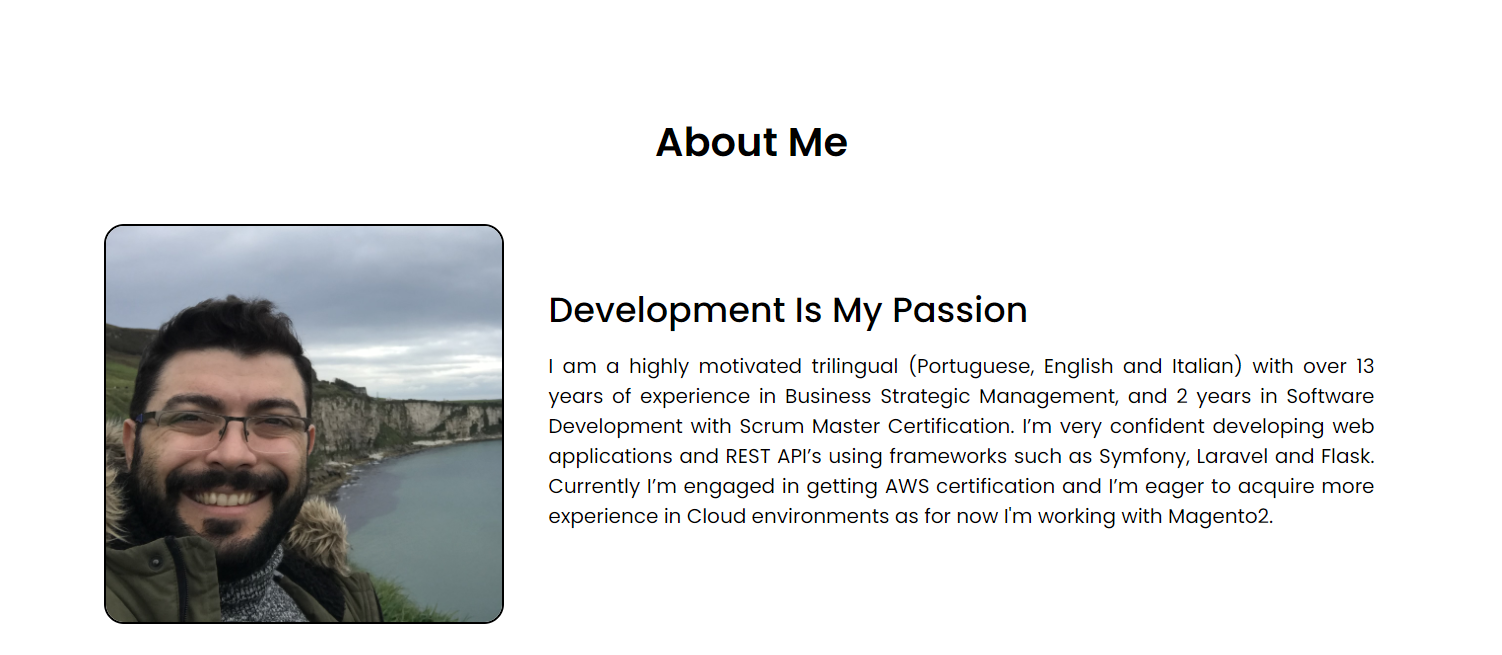 About Me
Development Is My Passion
I am a highly motivated trilingual (Portuguese, English and Italian) with over 13
years of experience in Business Strategic Management, and 2 years in Software
Development with Scrum Master Certification. I’m very confident developing web
applications and REST API’s using frameworks such as Symfony, Laravel and Flask.
Currently I’m engaged in getting AWS certification and I’m eager to acquire more
experience in Cloud environments as for now I'm working with Magento2.